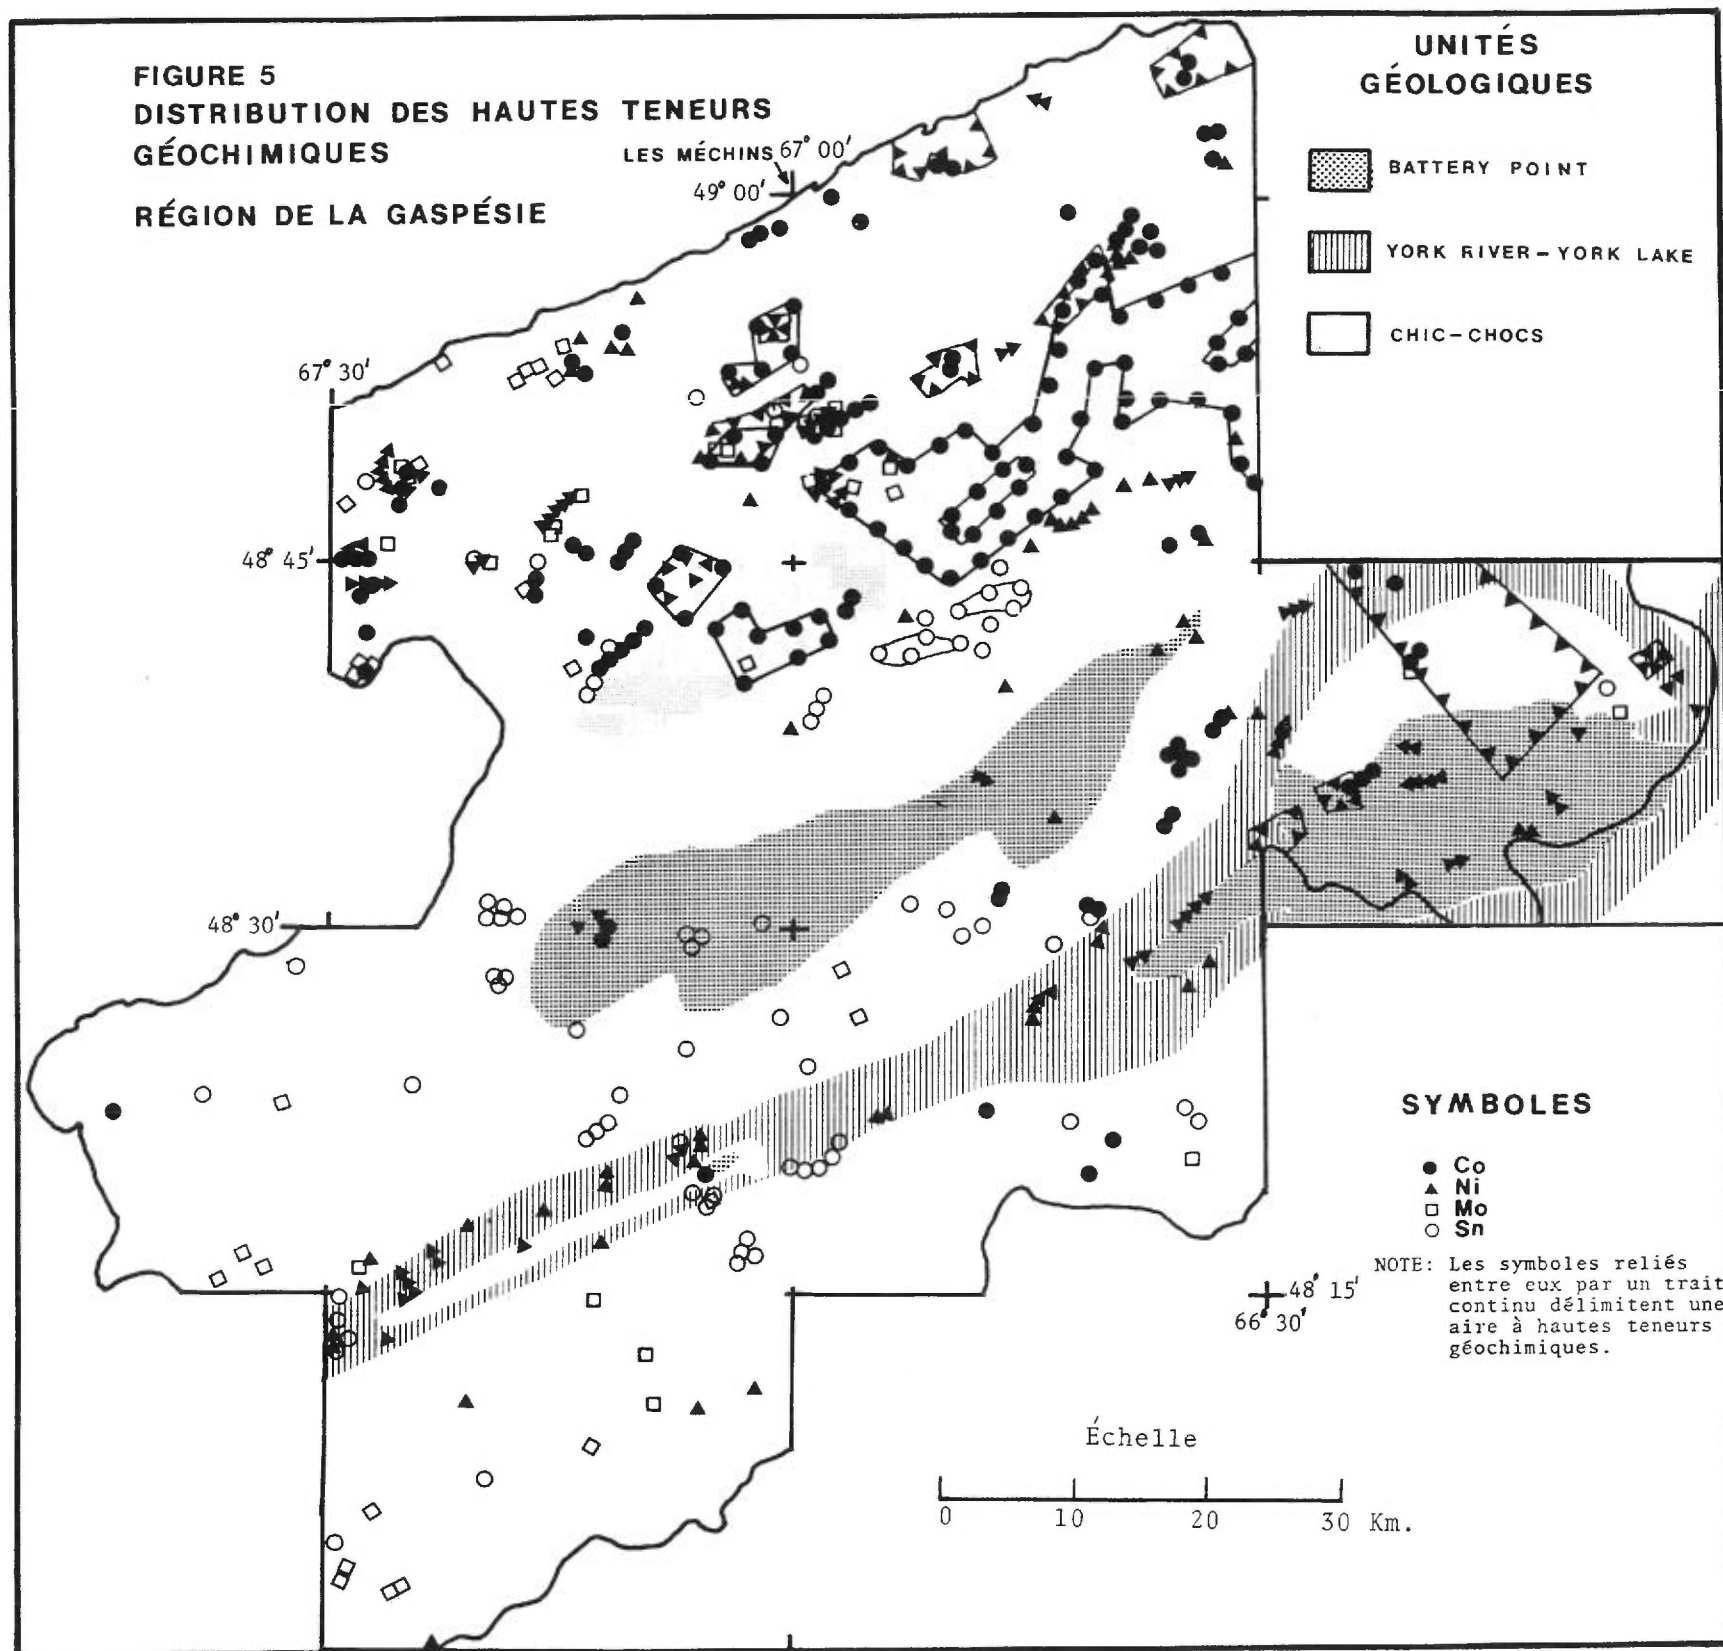 FIGURE 5
DISTRIBUTION DES HAUTES TENEURS
GÉOCHIMIQUES
RÉGION DE LA GASPÉSIE
LES MÉCHINS
67° 00'
49° 00'
67° 30'
48° 45'
48° 30'
UNITÉS
GÉOLOGIQUES
BATTERY POINT
YORK RIVER-YORK LAKE
CHIC-CHOCS
SYMBOLES
Co
Ni
Mo
Sn
NOTE: Les symboles reliés
entre eux par un trait
continu délimitent une
aire à hautes teneurs
géochimiques.
48° 15'
66° 30'
Échelle
0 10 20 30 Km.